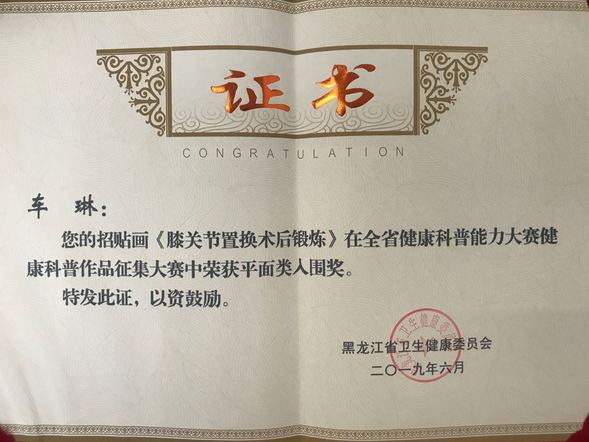 证书
CONGRATULATION
车 琳：
您的招贴画《膝关节置换术后锻炼》在全省健康科普能力大赛健
康科普作品征集大赛中荣获平面类入围奖。
特发此证，以资鼓励。
黑龙江省卫生健康委员会
二〇一九年六月